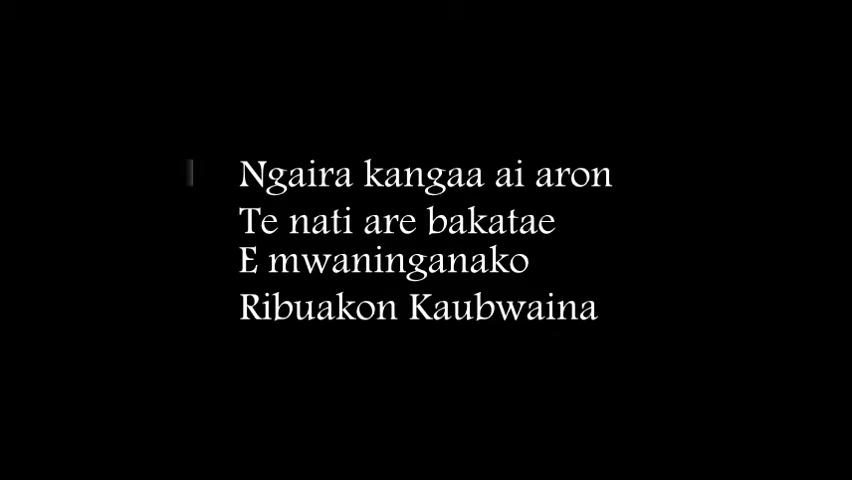 Ngaira kangaa ai aron
Te nati are bakatae
E mwaninganako
Ribuakon Kaubwaina